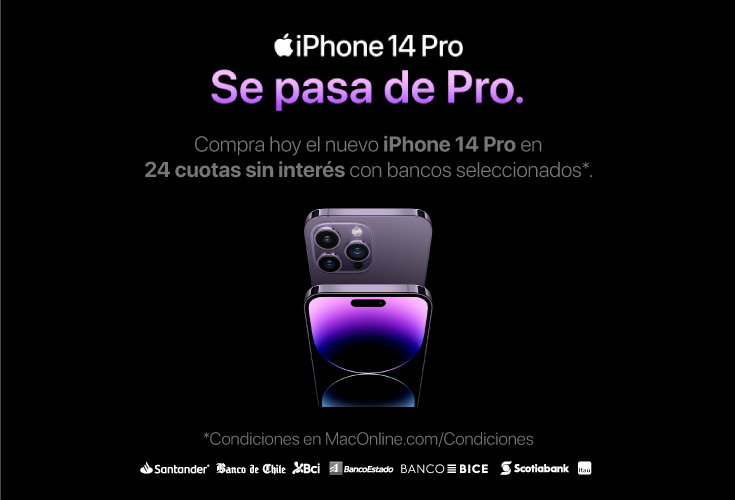 iPhone 14 Pro
Se pasa de Pro.
Compra hoy el nuevo iPhone 14 Pro en
24 cuotas sin interés con bancos seleccionados*.
*Condiciones en MacOnline.com/Condiciones
Santander Banco de Chile Bci BancoEstado BANCO BICE Scotiabank Itaú